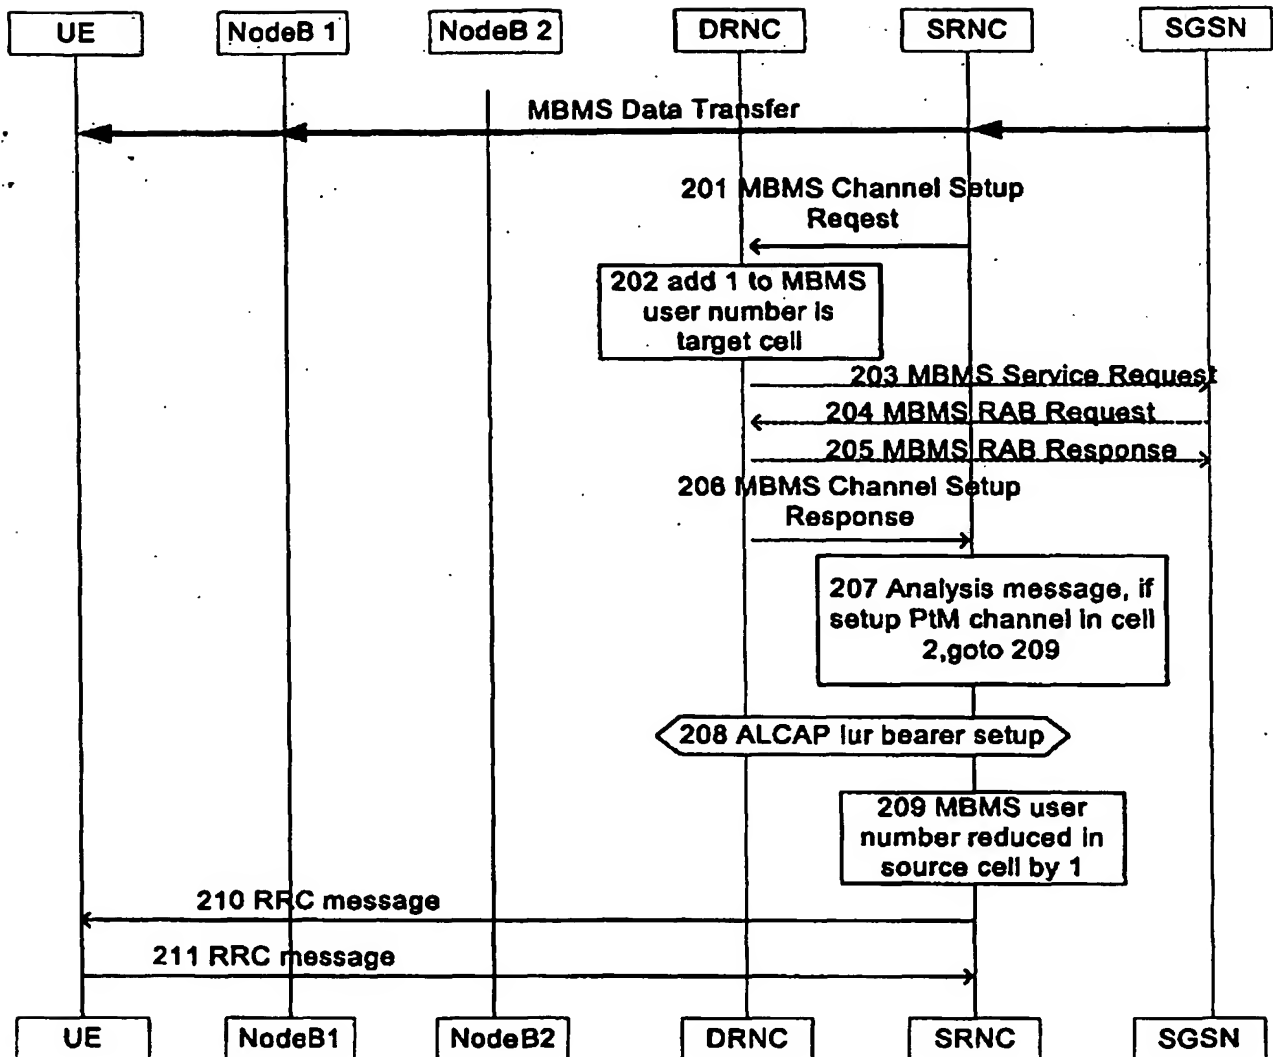 UE NodeB 1 NodeB 2 DRNC SRNC SGSN
MBMS Data Transfer
201 MBMS Channel Setup
Reqest
202 add 1 to MBMS
user number is
target cell
203 MBMS Service Request
204 MBMS RAB Request
205 MBMS RAB Response
206 MBMS Channel Setup
Response
207 Analysis message, if
setup PtM channel in cell
2,goto 209
208 ALCAP Iur bearer setup
209 MBMS user
number reduced in
source cell by 1
210 RRC message
211 RRC message
UE NodeB1 NodeB2 DRNC SRNC SGSN